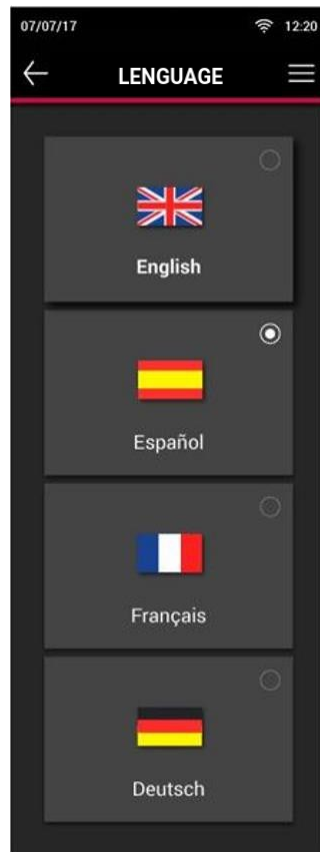 07/07/17 12:20
LENGUAGE
English
Español
Français
Deutsch